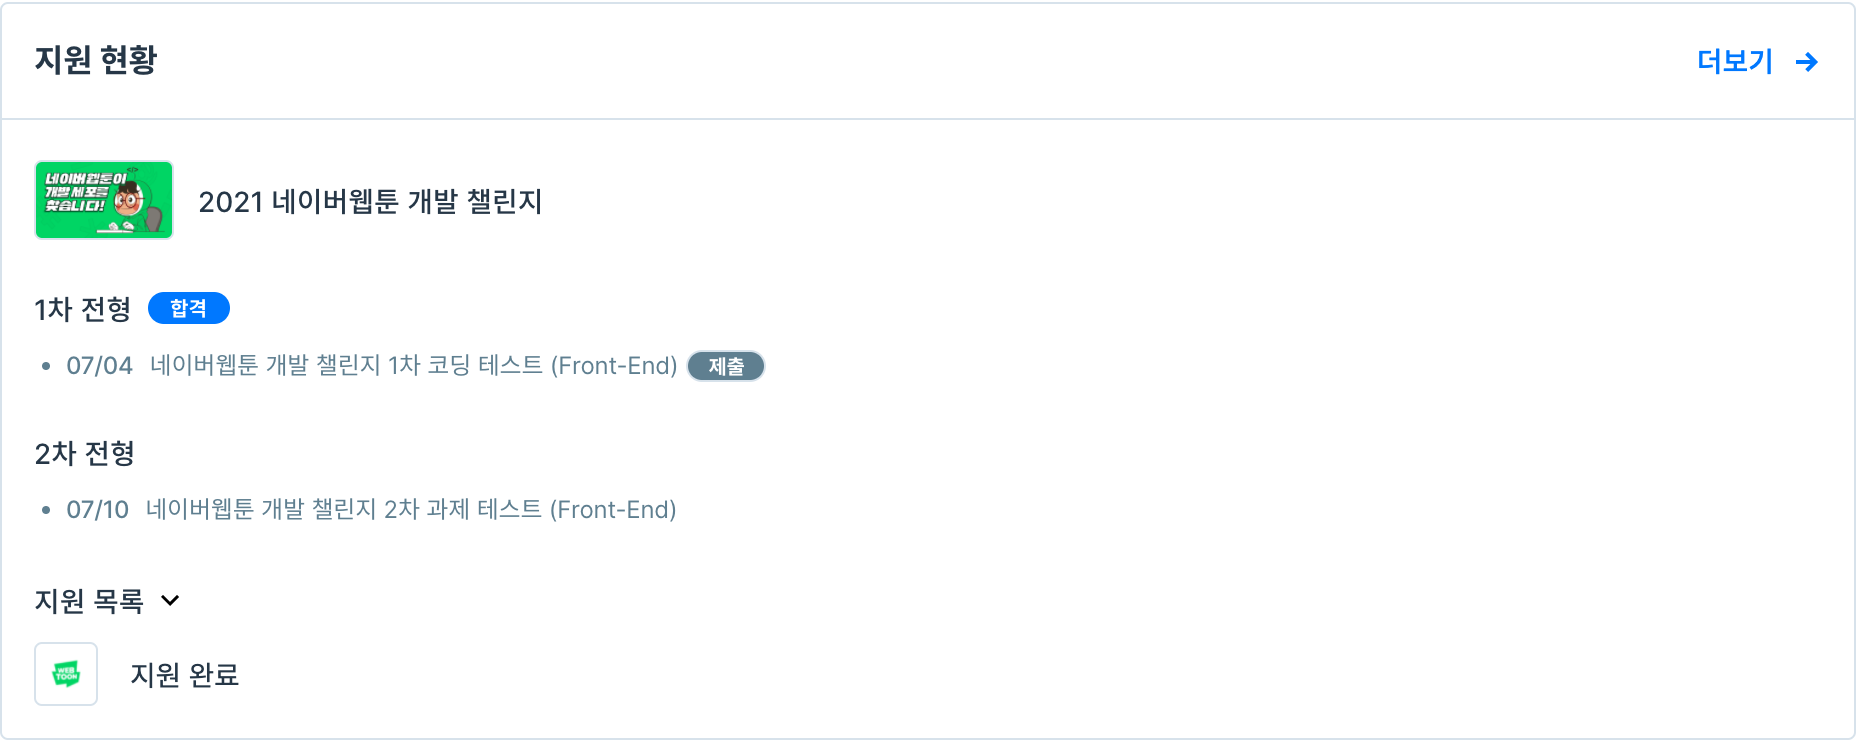 지원 현황
더보기 →
네이버웹툰이
개발세포를
찾습니다!
2021 네이버웹툰 개발 챌린지
1차 전형 합격
• 07/04 네이버웹툰 개발 챌린지 1차 코딩 테스트 (Front-End) 제출
2차 전형
• 07/10 네이버웹툰 개발 챌린지 2차 과제 테스트 (Front-End)
지원 목록
WEB
TOON
지원 완료